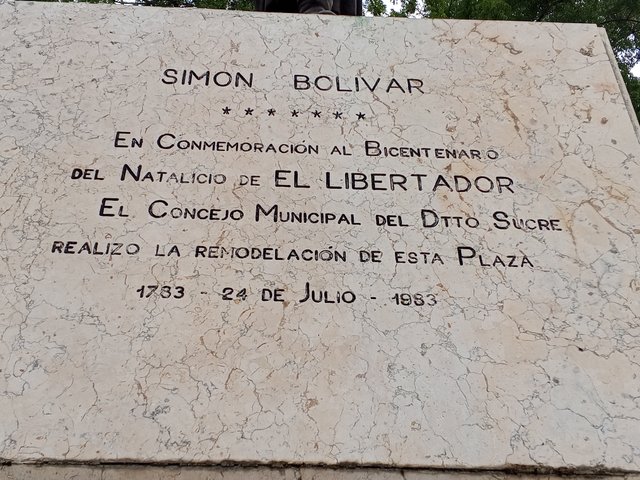 SIMON BOLIVAR
* * * * * * *
EN CONMEMORACIÓN AL BICENTENARIO
DEL NATALICIO DE EL LIBERTADOR
EL CONCEJO MUNICIPAL DEL DTTO SUCRE
REALIZO LA REMODELACIÓN DE ESTA PLAZA
1783 - 24 DE JULIO - 1983